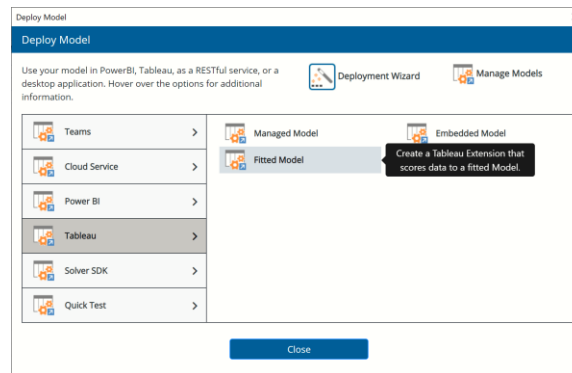 Deploy Model
Deploy Model
Use your model in PowerBI, Tableau, as a RESTful service, or a
desktop application. Hover over the options for additional
information.
Deployment Wizard
Manage Models
Teams
Cloud Service
Power BI
Tableau
Solver SDK
Quick Test
Managed Model
Embedded Model
Fitted Model
Create a Tableau Extension that
scores data to a fitted Model.
Close